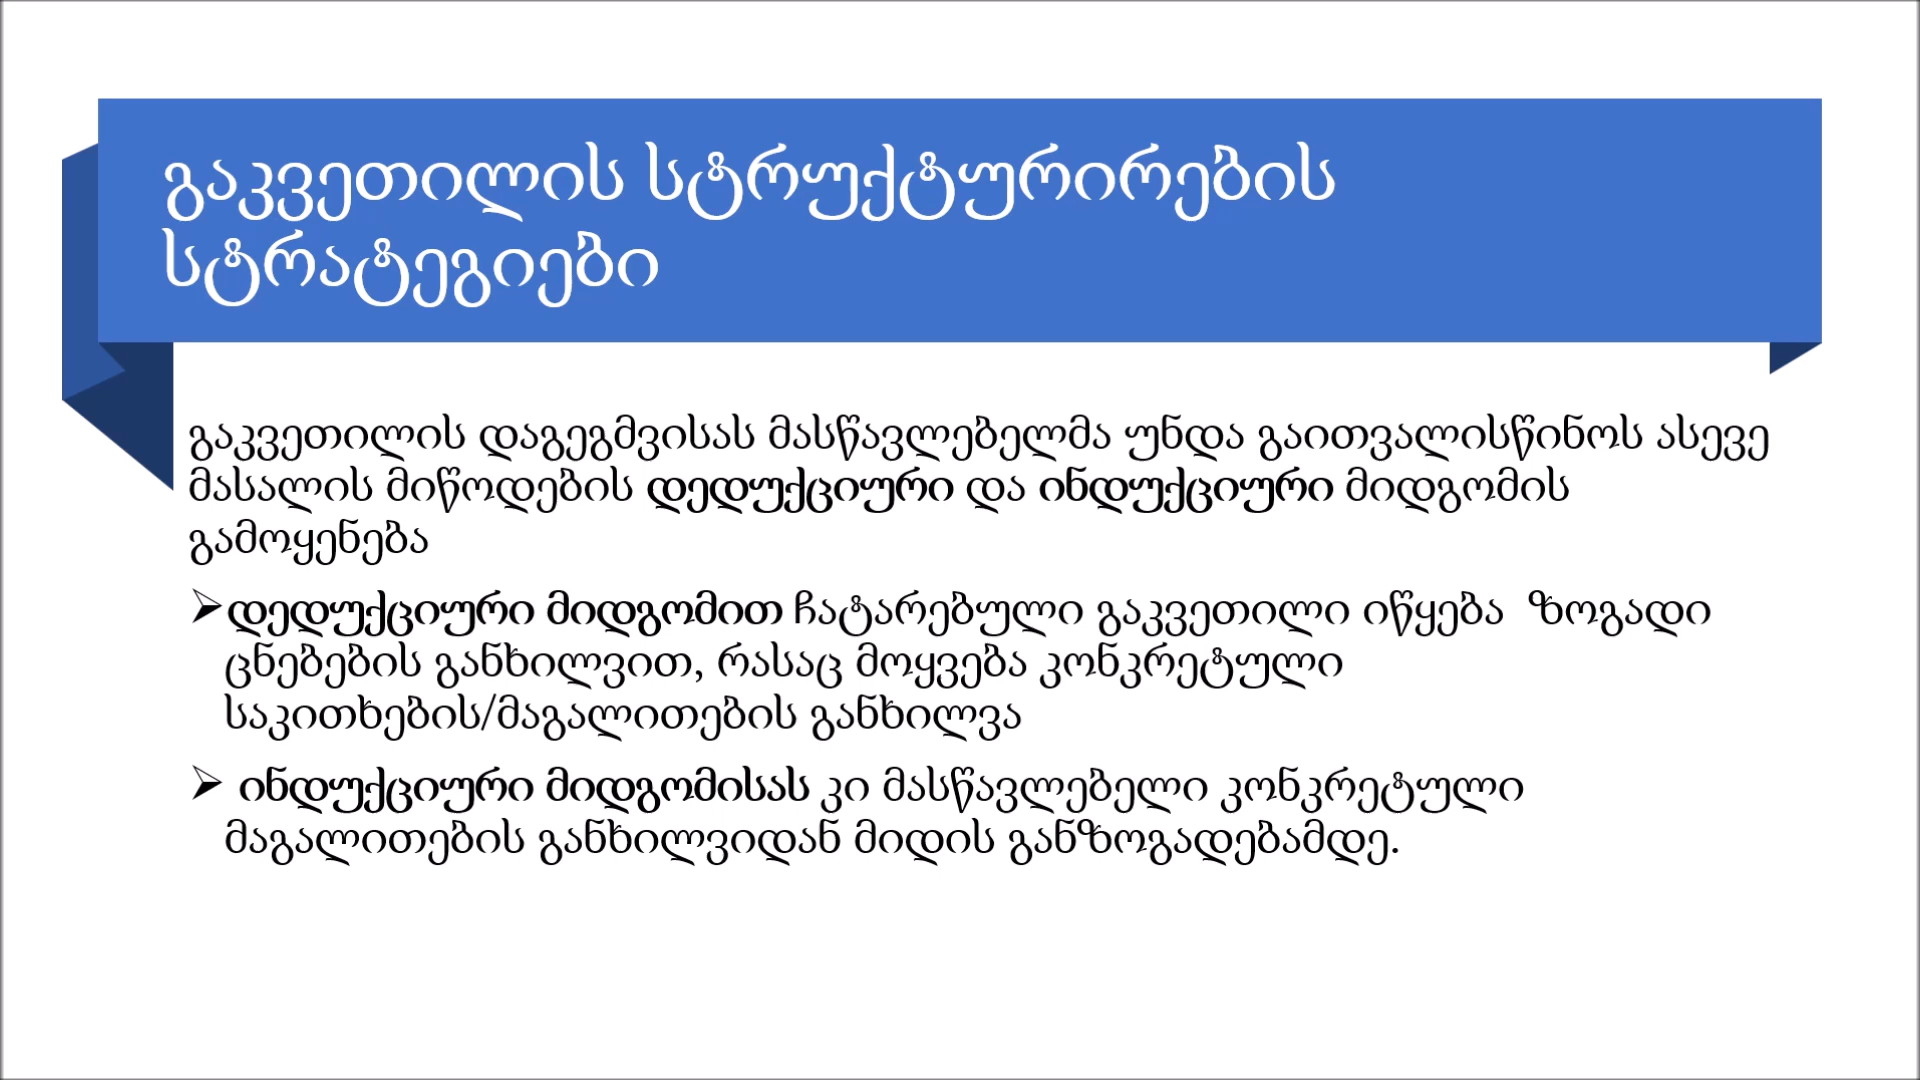 გაკვეთილის სტრუქტურირების
სტრატეგიები
გაკვეთილის დაგეგმვისას მასწავლებელმა უნდა გაითვალისწინოს ასევე
მასალის მიწოდების დედუქციური და ინდუქციური მიდგომის
გამოყენება
➢დედუქციური მიდგომით ჩატარებული გაკვეთილი იწყება ზოგადი
ცნებების განხილვით, რასაც მოყვება კონკრეტული
საკითხების/მაგალითების განხილვა
➢ ინდუქციური მიდგომისას კი მასწავლებელი კონკრეტული
მაგალითების განხილვიდან მიდის განზოგადებამდე.